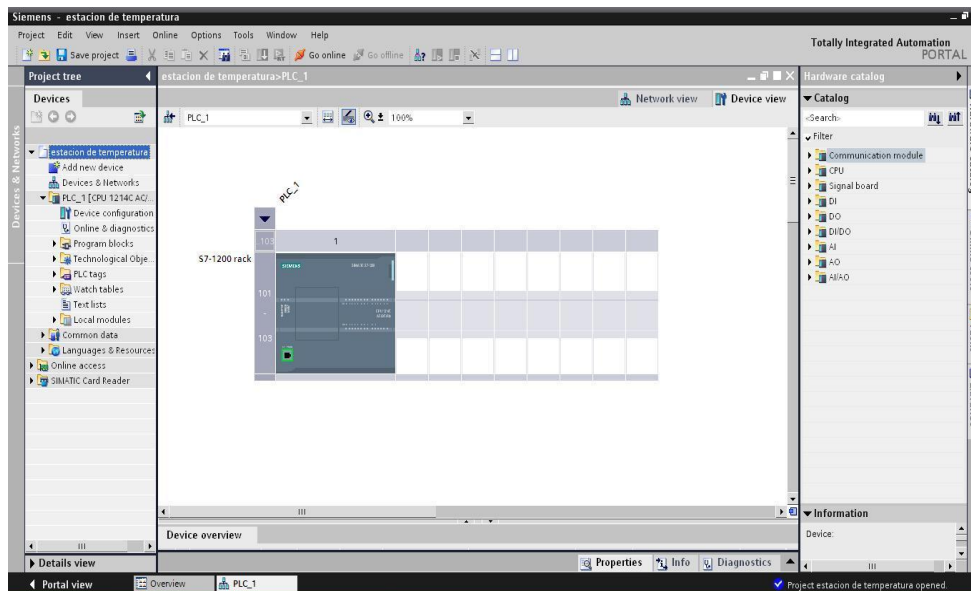 Siemens - estacion de temperatura
Project Edit View Insert Online Options Tools Window Help
Totally Integrated Automation
PORTAL
Save project Go online Go offline
Project tree
estacion de temperatura>PLC_1
Hardware catalog
Devices
Network view Device view
Catalog
PLC_1 100%
<Search>
Filter
estacion de temperatura
Add new device
Devices & Networks
PLC_1 [CPU 1214C AC/...
Device configuration
Online & diagnostics
Program blocks
Technological Obje...
PLC tags
Watch tables
Text lists
Local modules
Common data
Languages & Resources
Online access
SIMATIC Card Reader
Devices & Networks
PLC_1
103 1
S7-1200 rack
SIEMENS
101
-
103
Communication module
CPU
Signal board
DI
DO
DI/DO
AI
AO
AI/AO
Information
Device:
Device overview
Properties Info Diagnostics
Details view
Portal view Overview PLC_1 Project estacion de temperatura opened.